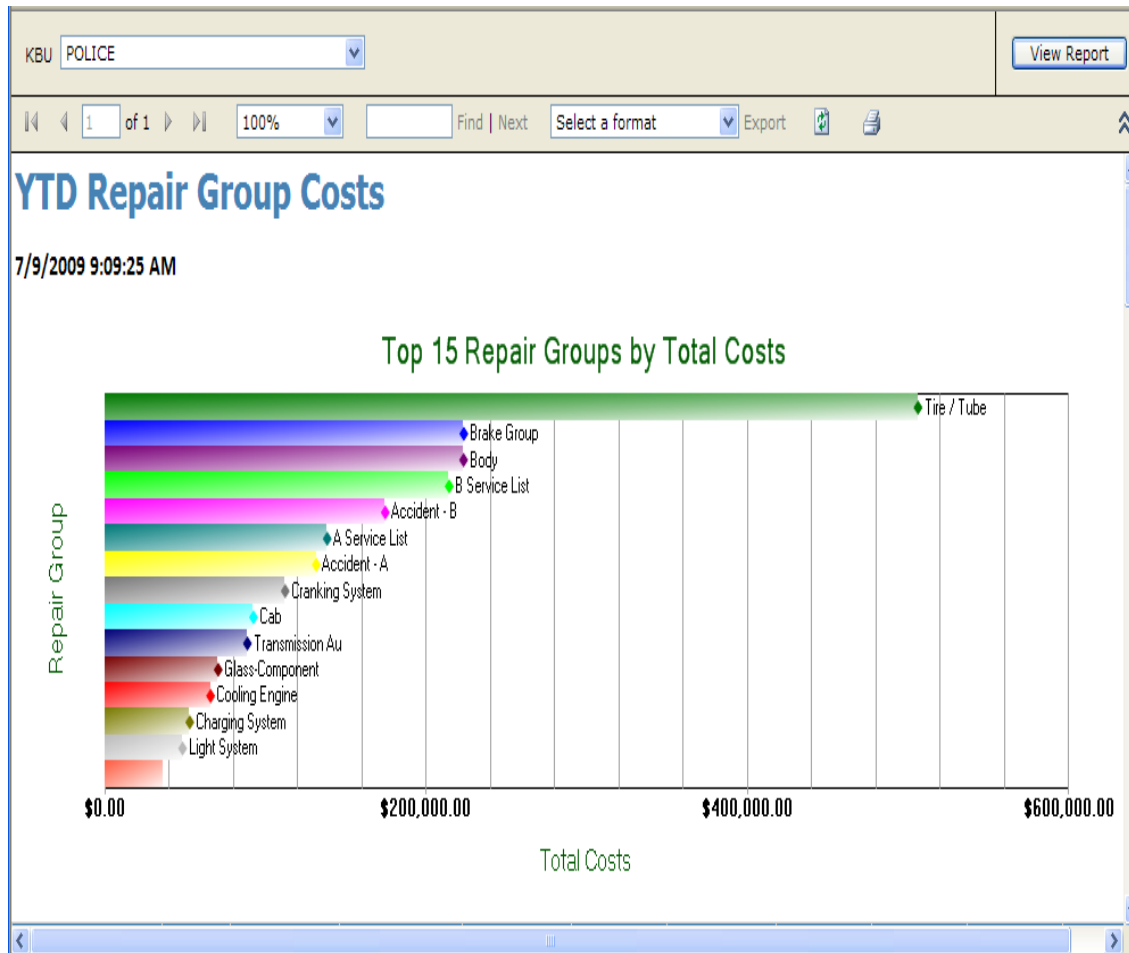 KBU POLICE View Report
1 of 1 100% Find | Next Select a format Export
YTD Repair Group Costs
7/9/2009 9:09:25 AM
Top 15 Repair Groups by Total Costs
Tire / Tube
Brake Group
Body
B Service List
Accident - B
A Service List
Accident - A
Cranking System
Cab
Transmission Au
Glass-Component
Cooling Engine
Charging System
Light System
Repair Group
$0.00 $200,000.00 $400,000.00 $600,000.00
Total Costs